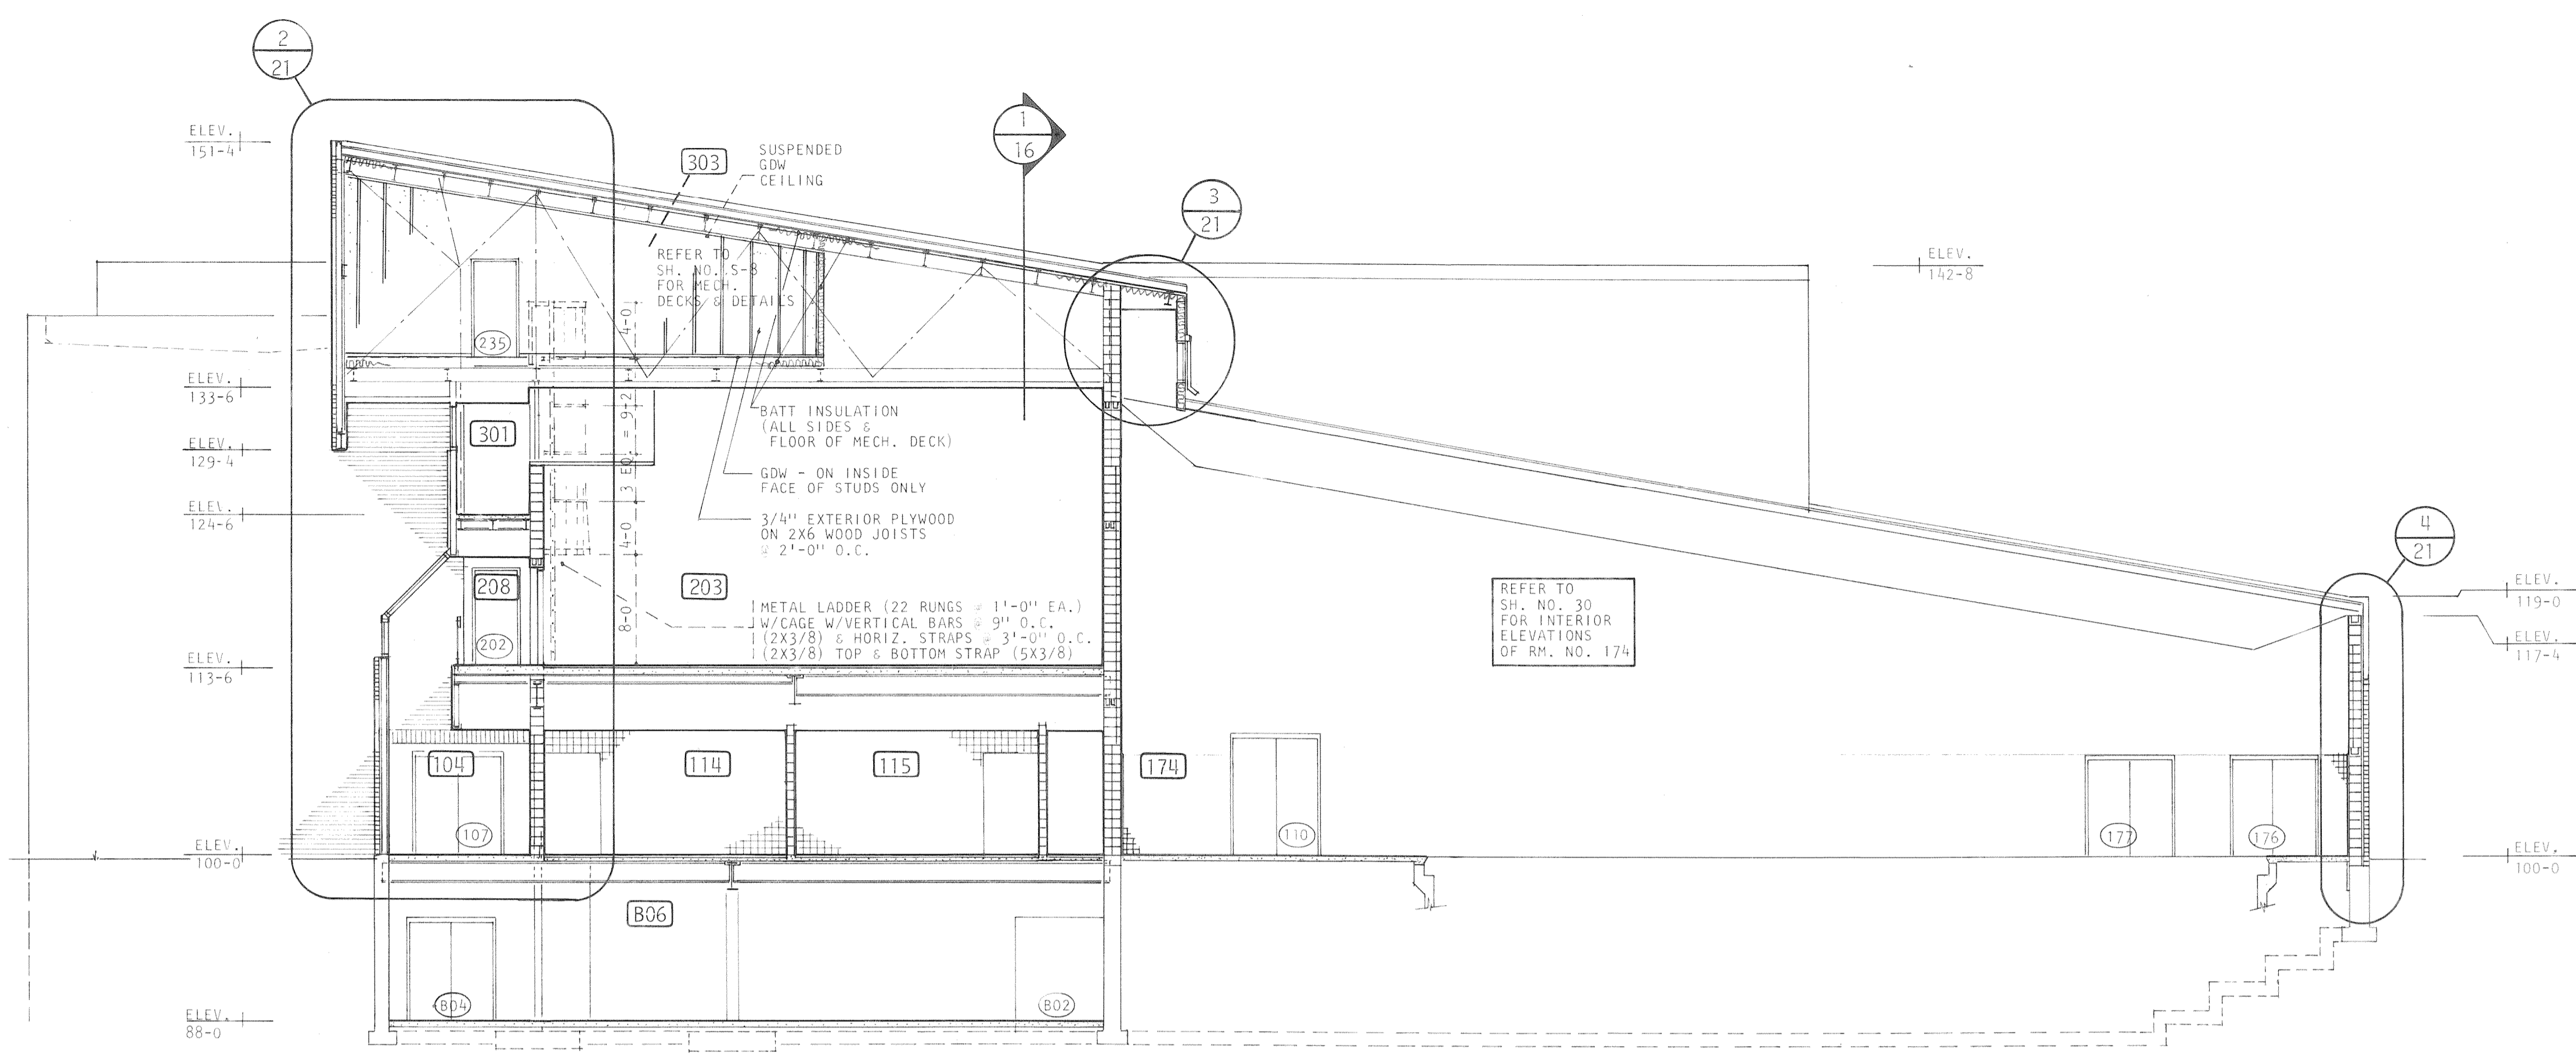 2
21
ELEV.
151-4
303
SUSPENDED
GDW
CEILING
1
16
3
21
ELEV.
142-8
REFER TO
SH. NO. S-8
FOR MECH.
DECKS & DETAILS
235
4-0
ELEV.
133-6
3 EQ = 9-2
BATT INSULATION
(ALL SIDES &
FLOOR OF MECH. DECK)
301
ELEV.
129-4
GDW - ON INSIDE
FACE OF STUDS ONLY
ELEV.
124-6
3/4" EXTERIOR PLYWOOD
ON 2X6 WOOD JOISTS
@ 2'-0" O.C.
4-0
4
21
208
203
REFER TO
SH. NO. 30
FOR INTERIOR
ELEVATIONS
OF RM. NO. 174
ELEV.
119-0
METAL LADDER (22 RUNGS @ 1'-0" EA.)
W/CAGE W/VERTICAL BARS @ 9" O.C.
(2X3/8) & HORIZ. STRAPS @ 3'-0" O.C.
(2X3/8) TOP & BOTTOM STRAP (5X3/8)
8-0
202
ELEV.
117-4
ELEV.
113-6
104
114
115
174
107
110
177
176
ELEV.
100-0
ELEV.
100-0
B06
B04
B02
ELEV.
88-0